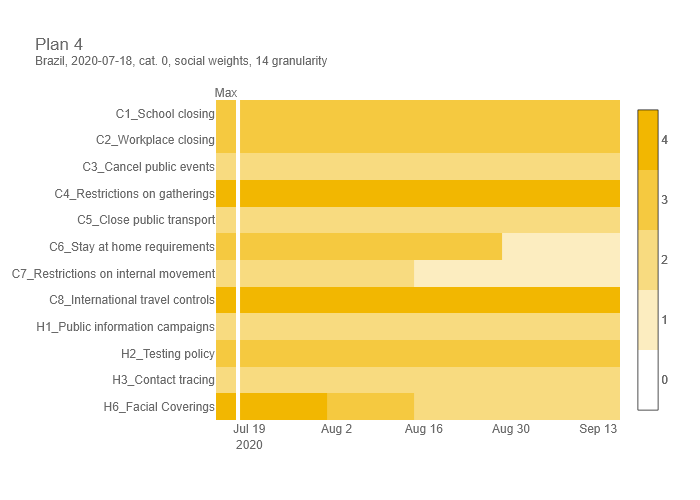 Plan 4
Brazil, 2020-07-18, cat. 0, social weights, 14 granularity
Max
C1_School closing
C2_Workplace closing
C3_Cancel public events
C4_Restrictions on gatherings
C5_Close public transport
C6_Stay at home requirements
C7_Restrictions on internal movement
C8_International travel controls
H1_Public information campaigns
H2_Testing policy
H3_Contact tracing
H6_Facial Coverings
Jul 19 Aug 2 Aug 16 Aug 30 Sep 13
2020
4
3
2
1
0